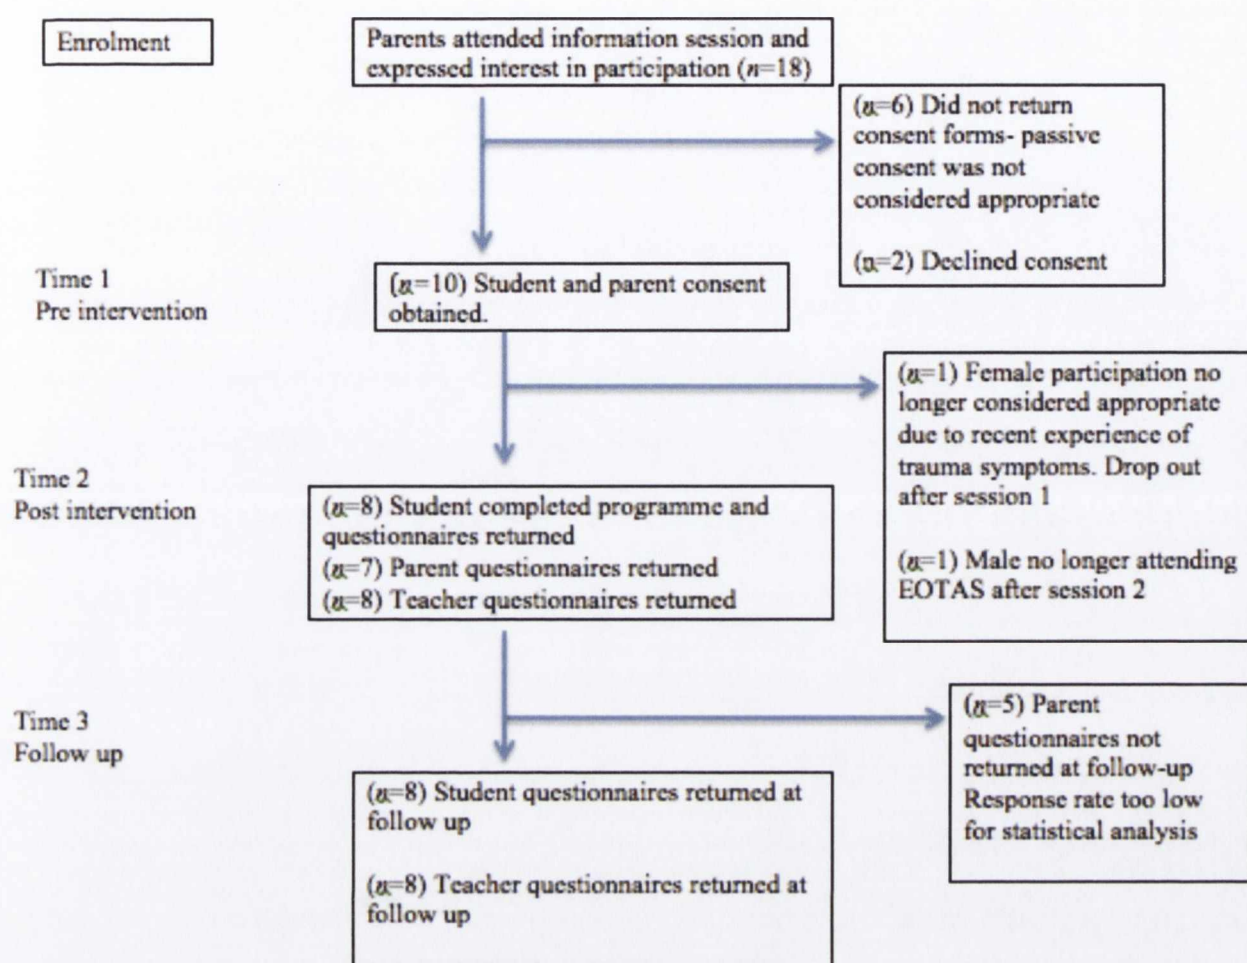 Enrolment
Parents attended information session and
expressed interest in participation (n=18)
(n=6) Did not return
consent forms- passive
consent was not
considered appropriate
(n=2) Declined consent
Time 1
Pre intervention
(n=10) Student and parent consent
obtained.
(n=1) Female participation no
longer considered appropriate
due to recent experience of
trauma symptoms. Drop out
after session 1
(n=1) Male no longer attending
EOTAS after session 2
Time 2
Post intervention
(n=8) Student completed programme and
questionnaires returned
(n=7) Parent questionnaires returned
(n=8) Teacher questionnaires returned
(n=5) Parent
questionnaires not
returned at follow-up
Response rate too low
for statistical analysis
Time 3
Follow up
(n=8) Student questionnaires returned at
follow up
(n=8) Teacher questionnaires returned at
follow up